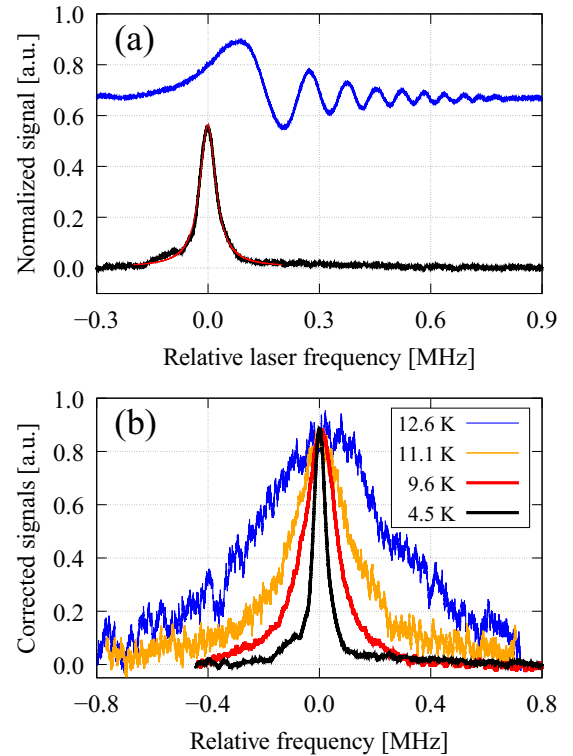 (a)
Normalized signal [a.u.]
1.0
0.8
0.6
0.4
0.2
0.0
−0.3 0.0 0.3 0.6 0.9
Relative laser frequency [MHz]
(b)
Corrected signals [a.u.]
1.0
0.8
0.6
0.4
0.2
0.0
12.6 K
11.1 K
9.6 K
4.5 K
−0.8 −0.4 0.0 0.4 0.8
Relative frequency [MHz]